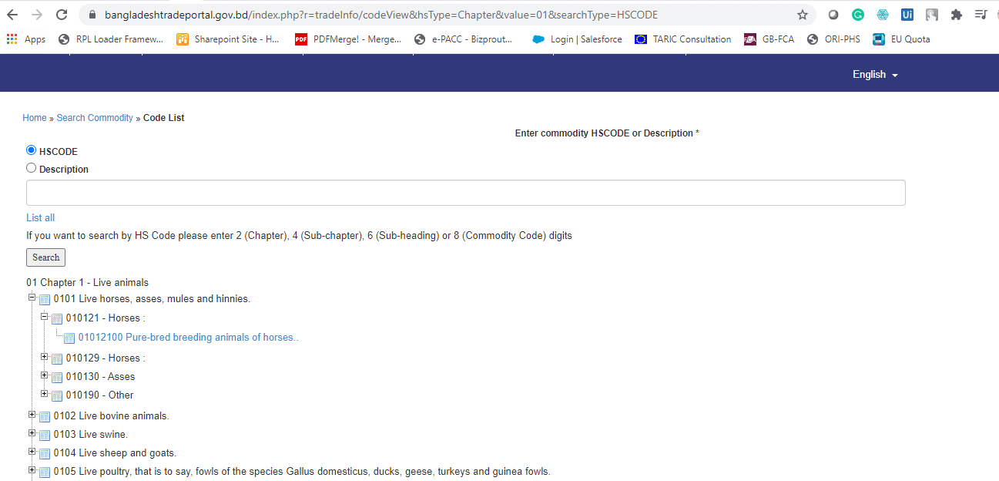 bangladeshtradeportal.gov.bd/index.php?r=tradeInfo/codeView&hsType=Chapter&value=01&searchType=HSCODE
Apps RPL Loader Framew... Sharepoint Site - H... PDF PDFMerge! - Merge... e-PACC - Bizprout... Login | Salesforce TARIC Consultation FCA GB-FCA ORI-PHS EU Quota
English
Home » Search Commodity » Code List
Enter commodity HSCODE or Description *
HSCODE
Description
List all
If you want to search by HS Code please enter 2 (Chapter), 4 (Sub-chapter), 6 (Sub-heading) or 8 (Commodity Code) digits
Search
01 Chapter 1 - Live animals
0101 Live horses, asses, mules and hinnies.
010121 - Horses :
01012100 Pure-bred breeding animals of horses..
010129 - Horses :
010130 - Asses
010190 - Other
0102 Live bovine animals.
0103 Live swine.
0104 Live sheep and goats.
0105 Live poultry, that is to say, fowls of the species Gallus domesticus, ducks, geese, turkeys and guinea fowls.